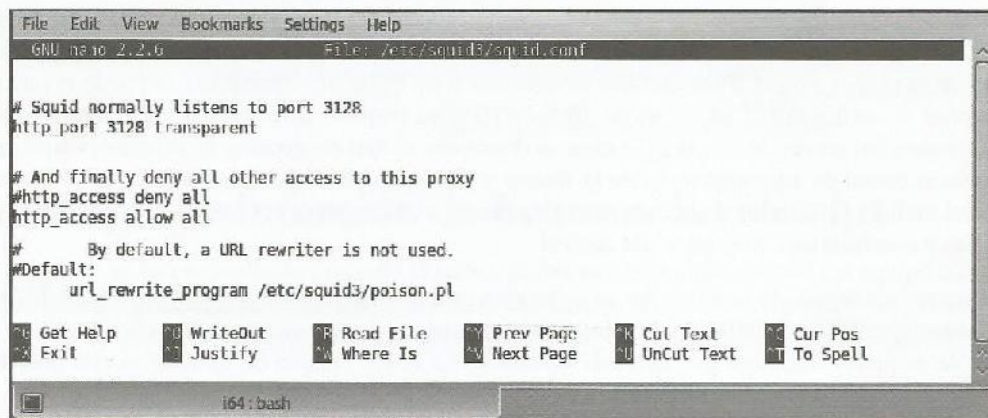 File Edit View Bookmarks Settings Help
GNU nano 2.2.6 File: /etc/squid3/squid.conf
# Squid normally listens to port 3128
http_port 3128 transparent
# And finally deny all other access to this proxy
#http_access deny all
http_access allow all
# By default, a URL rewriter is not used.
#Default:
url_rewrite_program /etc/squid3/poison.pl
^G Get Help ^O WriteOut ^R Read File ^Y Prev Page ^K Cut Text ^C Cur Pos
^X Exit ^J Justify ^W Where Is ^V Next Page ^U UnCut Text ^T To Spell
i64 : bash